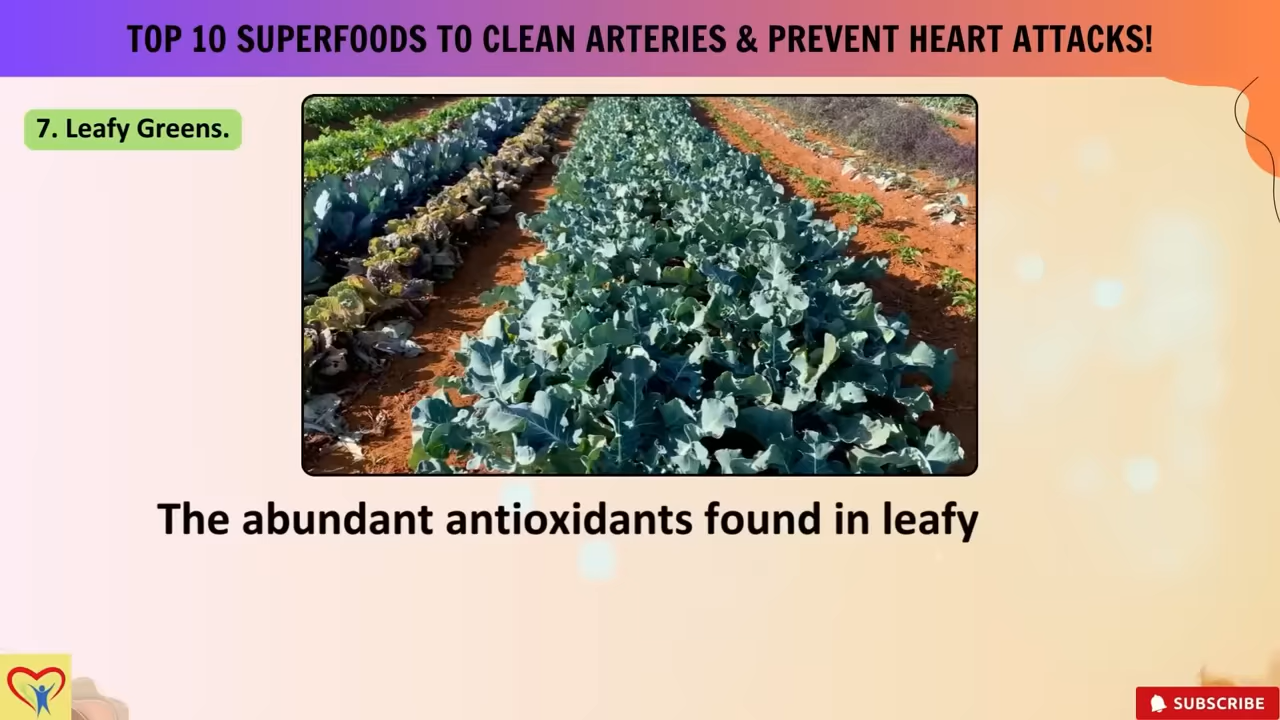 TOP 10 SUPERFOODS TO CLEAN ARTERIES & PREVENT HEART ATTACKS!
7. Leafy Greens.
The abundant antioxidants found in leafy
SUBSCRIBE